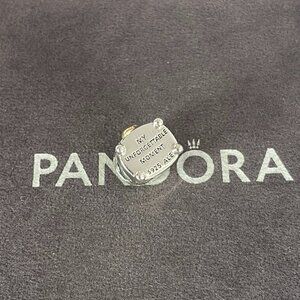 MY
UNFORGETTABLE
MOMENT
S925 ALE
PANDORA